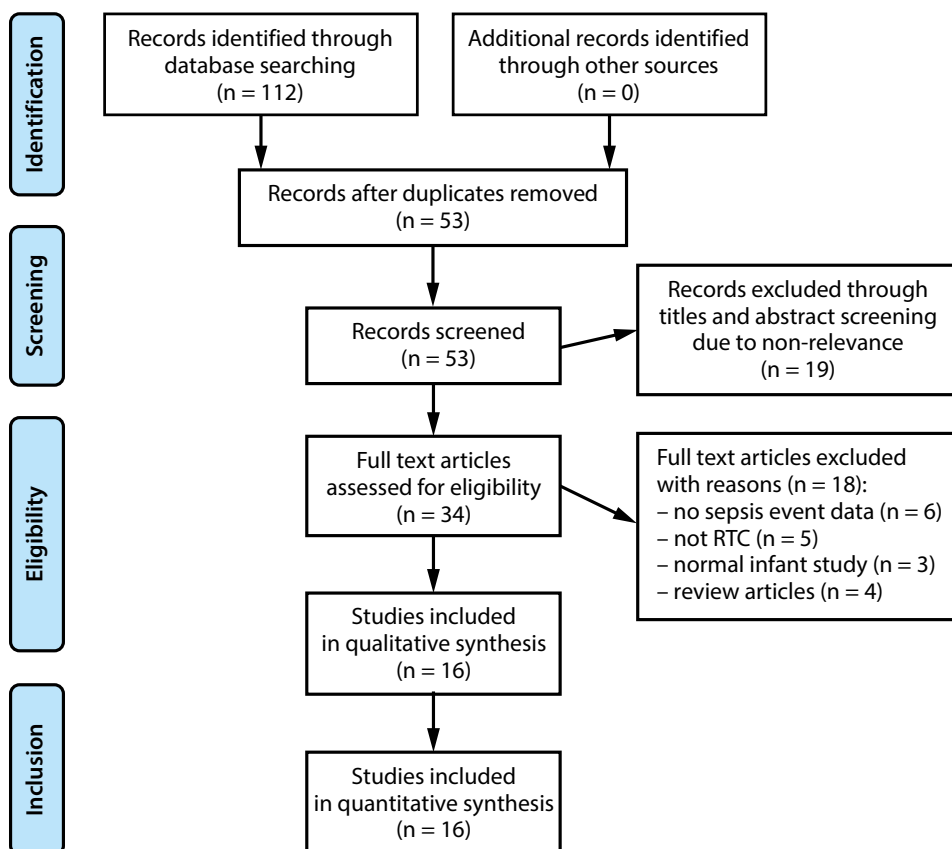 Identification
Records identified through
database searching
(n = 112)
Additional records identified
through other sources
(n = 0)
Records after duplicates removed
(n = 53)
Screening
Records screened
(n = 53)
Records excluded through
titles and abstract screening
due to non-relevance
(n = 19)
Eligibility
Full text articles
assessed for eligibility
(n = 34)
Full text articles excluded
with reasons (n = 18):
– no sepsis event data (n = 6)
– not RTC (n = 5)
– normal infant study (n = 3)
– review articles (n = 4)
Studies included
in qualitative synthesis
(n = 16)
Inclusion
Studies included
in quantitative synthesis
(n = 16)